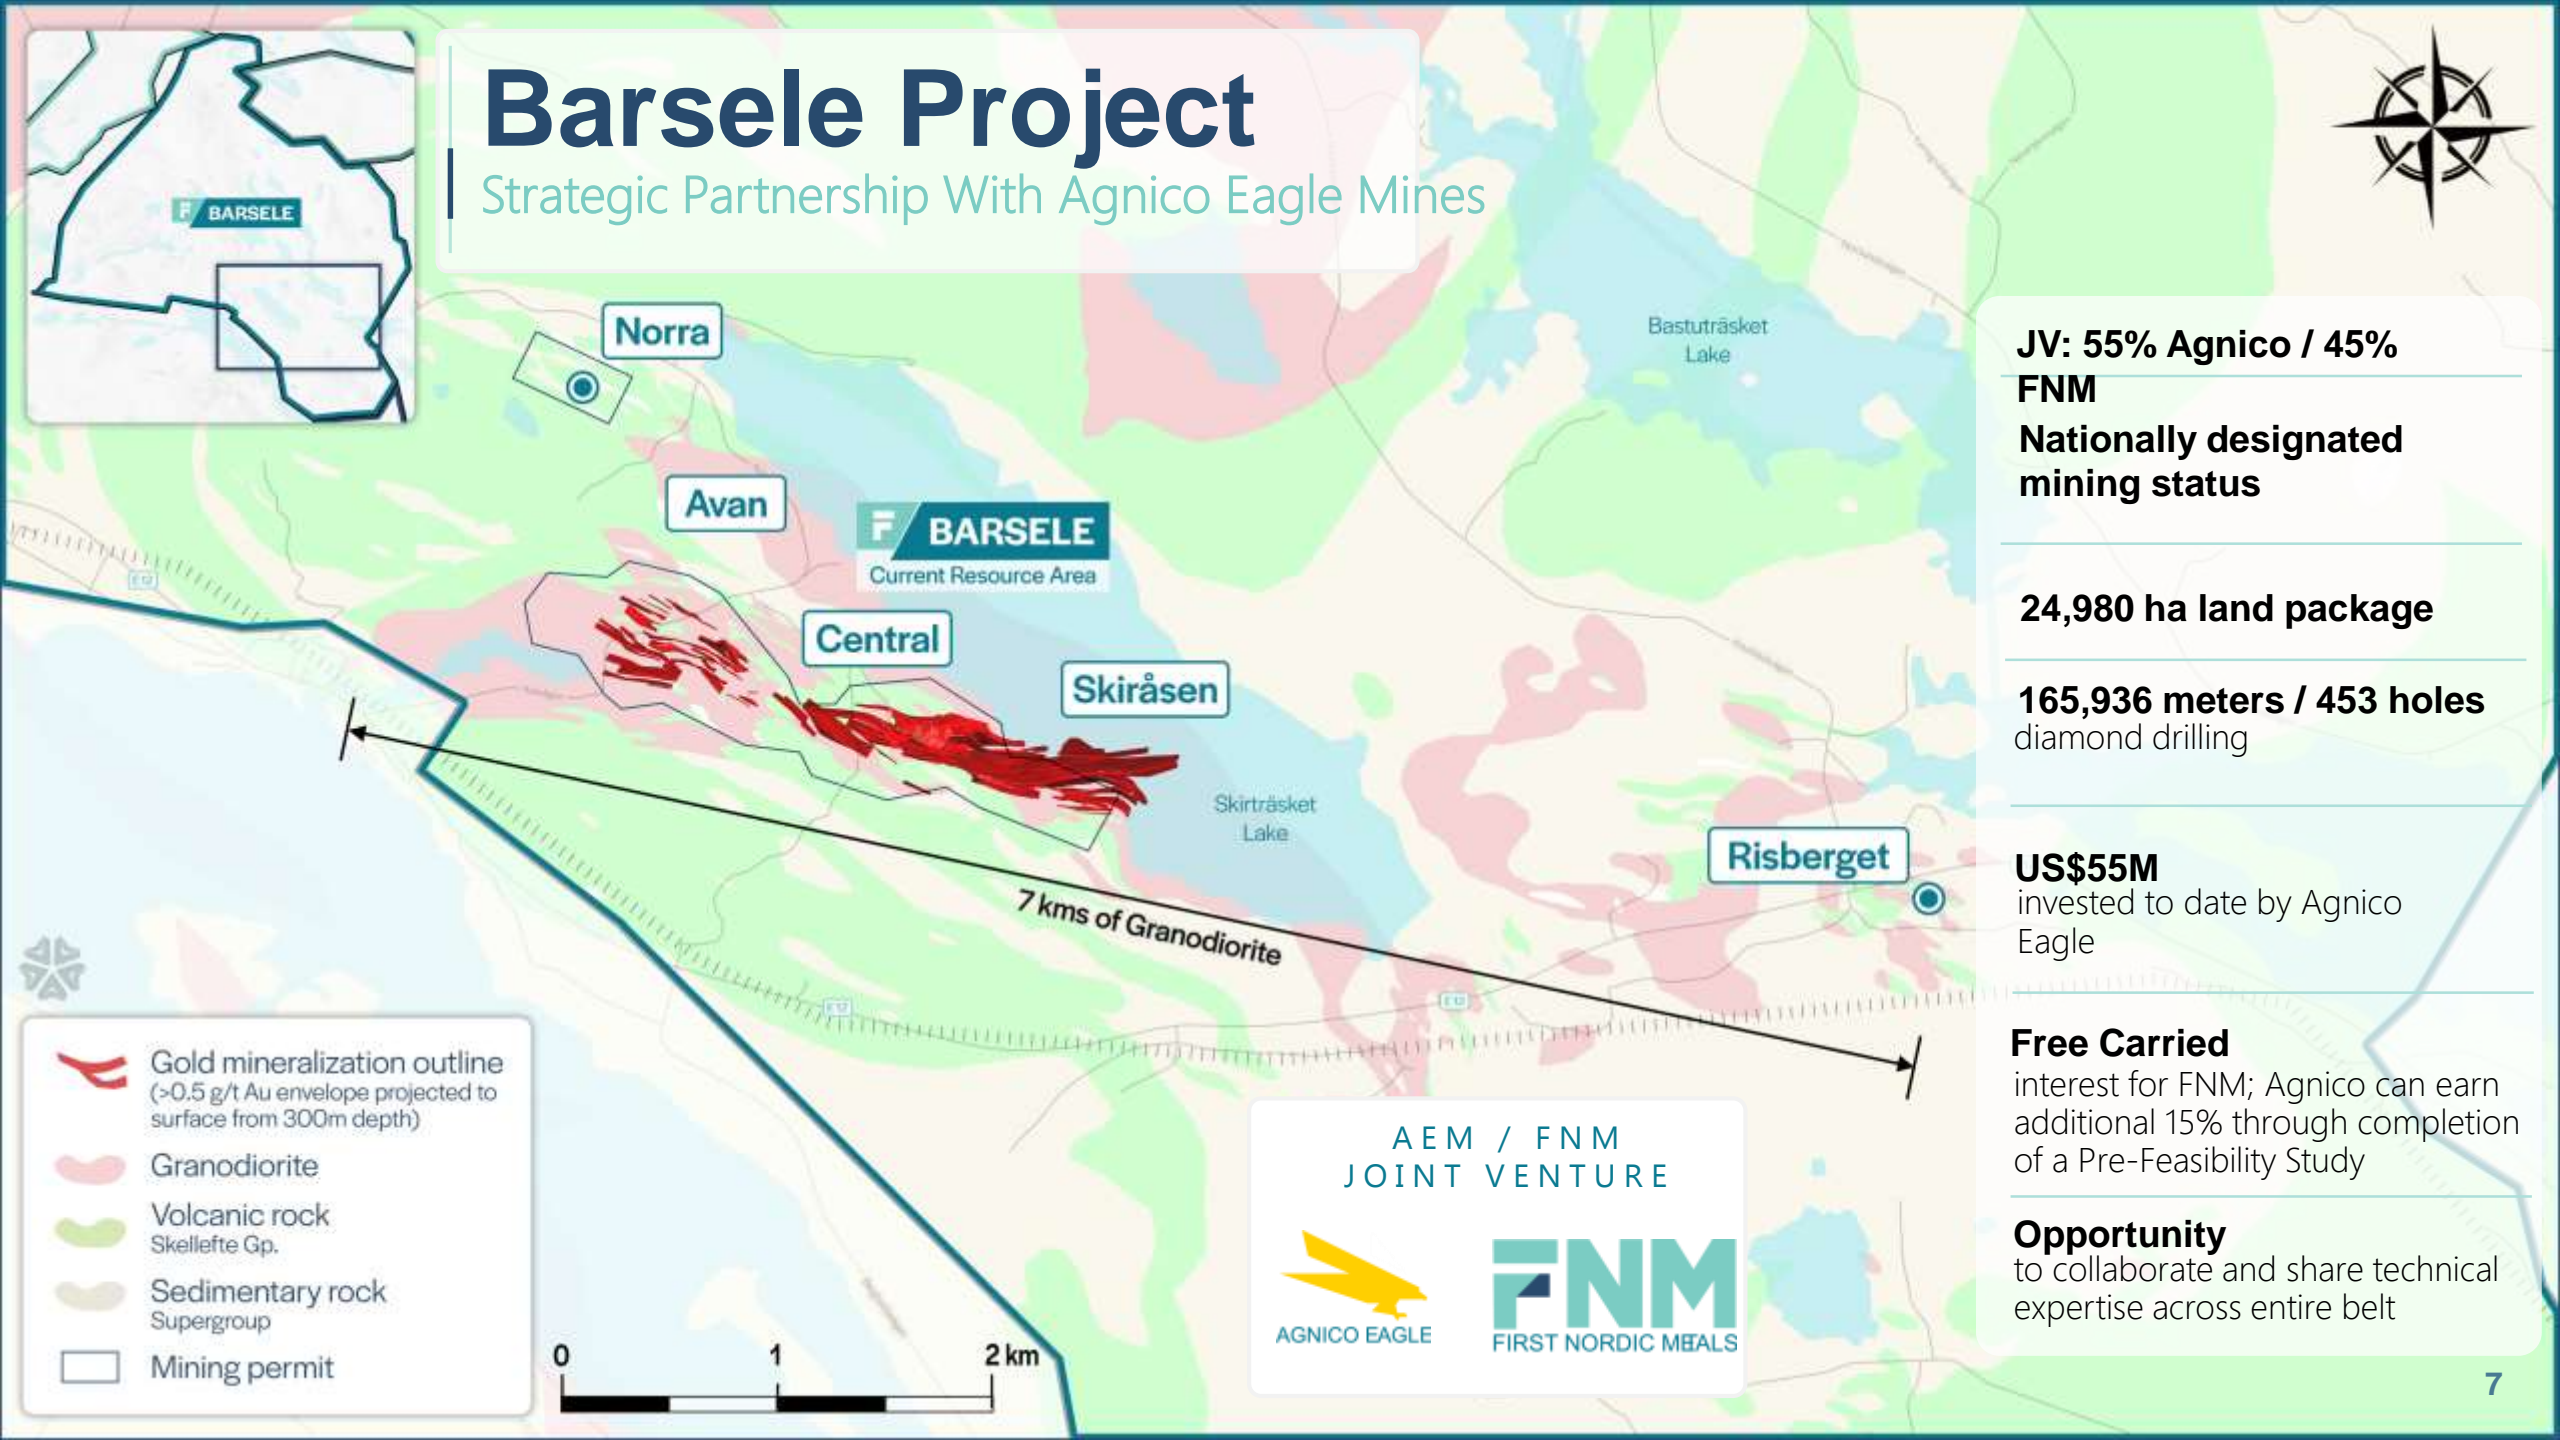 Barsele Project
Strategic Partnership With Agnico Eagle Mines
BARSELE
Norra
Avan
BARSELE
Current Resource Area
Central
Skiråsen
Bastuträsket
Lake
Skirträsket
Lake
Risberget
7 kms of Granodiorite
E12
E12
E12
JV: 55% Agnico / 45%
FNM
Nationally designated
mining status
24,980 ha land package
165,936 meters / 453 holes
diamond drilling
US$55M
invested to date by Agnico
Eagle
Free Carried
interest for FNM; Agnico can earn
additional 15% through completion
of a Pre-Feasibility Study
Opportunity
to collaborate and share technical
expertise across entire belt
Gold mineralization outline
(>0.5 g/t Au envelope projected to
surface from 300m depth)
Granodiorite
Volcanic rock
Skellefte Gp.
Sedimentary rock
Supergroup
Mining permit
0 1 2 km
AEM / FNM
JOINT VENTURE
AGNICO EAGLE
FNM
FIRST NORDIC METALS
7